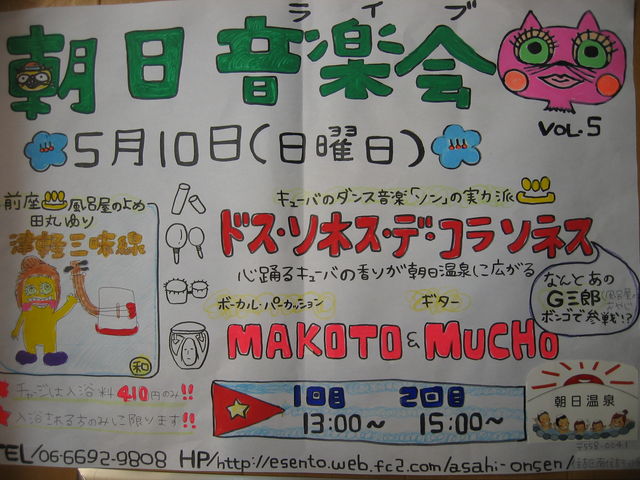 ライブ
朝日音楽会
VOL.5
5月10日(日曜日)
前座 風呂屋のよめ
田丸ゆり
津軽三味線
和
キューバのダンス音楽「ソン」の実力派
ドス・ソネス・デ・コラソネス
心踊るキューバの香りが朝日温泉に広がる
なんとあの
G三郎
ボンゴで参戦!?
ボーカル・パーカッション ギター
MAKOTO & MUCHO
チャージは入浴料410円のみ!!
入浴される方のみに限ります!!
1回目 2回目
13:00～ 15:00～
朝日温泉
TEL/06-6692-9808 HP/http://esento.web.fc2.com/asahi-onsen/